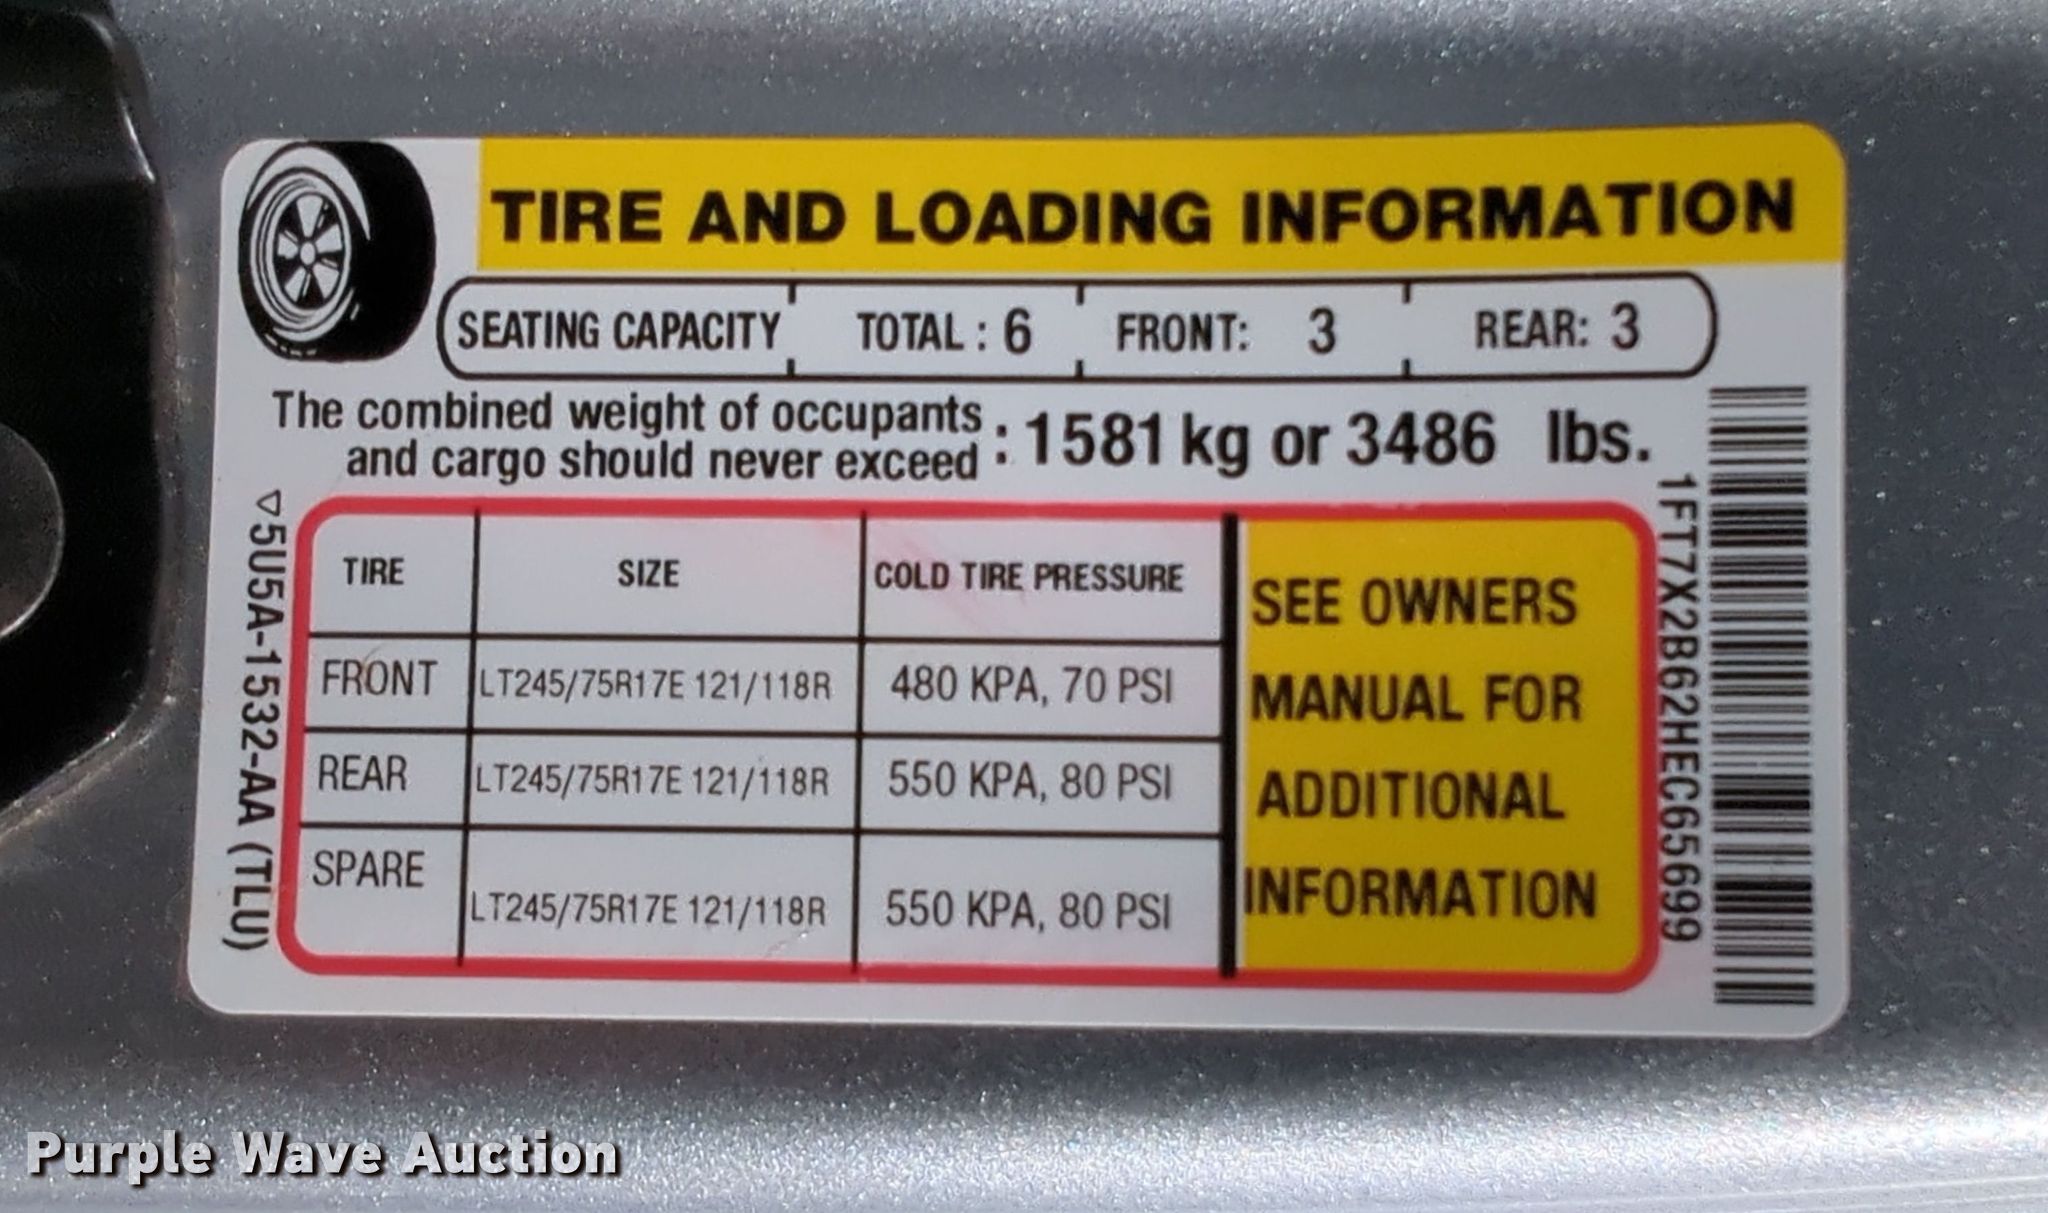 TIRE AND LOADING INFORMATION
SEATING CAPACITY TOTAL : 6 FRONT: 3 REAR: 3
The combined weight of occupants
and cargo should never exceed : 1581 kg or 3486 lbs.
▽5U5A-1532-AA (TLU)
TIRE SIZE COLD TIRE PRESSURE
FRONT LT245/75R17E 121/118R 480 KPA, 70 PSI
REAR LT245/75R17E 121/118R 550 KPA, 80 PSI
SPARE LT245/75R17E 121/118R 550 KPA, 80 PSI
SEE OWNERS
MANUAL FOR
ADDITIONAL
INFORMATION
1FT7X2B62HEC65699
Purple Wave Auction